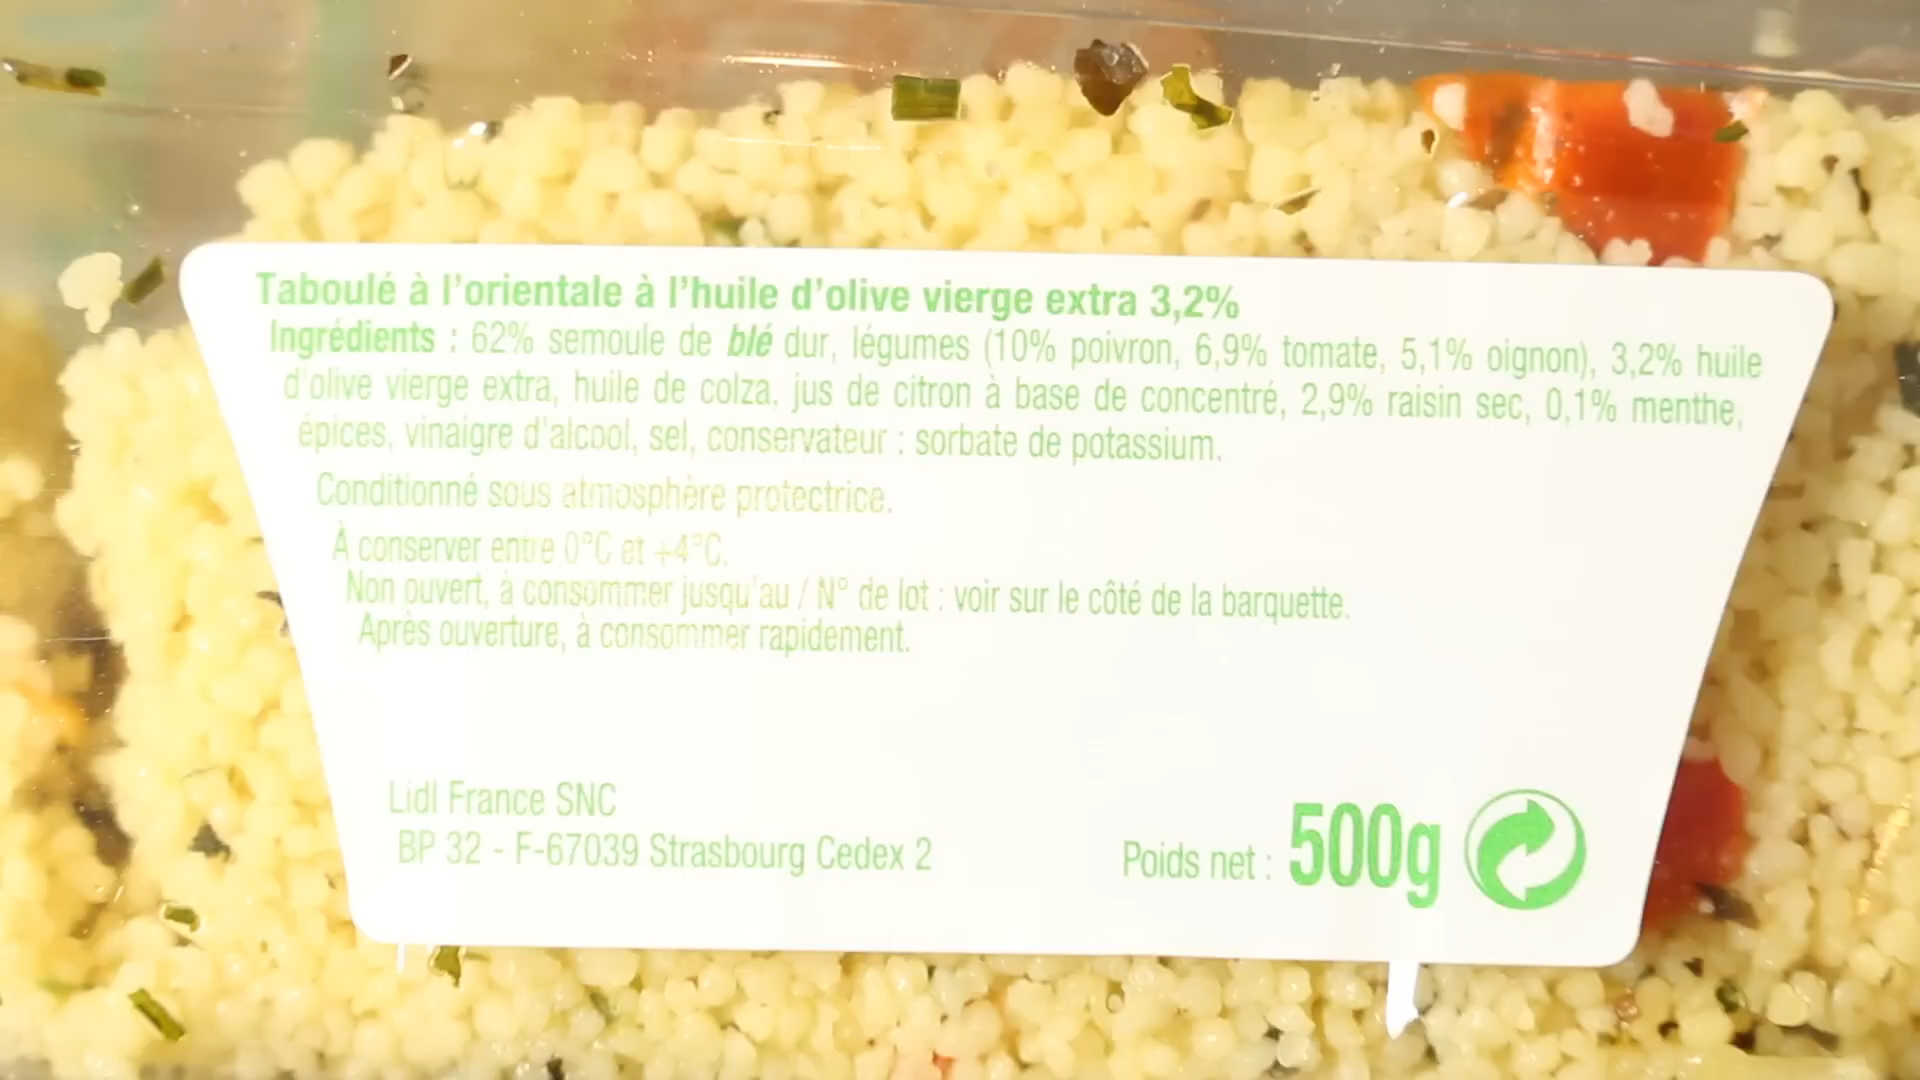 Taboulé à l'orientale à l'huile d'olive vierge extra 3,2%
Ingrédients : 62% semoule de blé dur, légumes (10% poivron, 6,9% tomate, 5,1% oignon), 3,2% huile
d'olive vierge extra, huile de colza, jus de citron à base de concentré, 2,9% raisin sec, 0,1% menthe,
épices, vinaigre d'alcool, sel, conservateur : sorbate de potassium.
Conditionné sous atmosphère protectrice.
À conserver entre 0°C et +4°C.
Non ouvert, à consommer jusqu'au / N° de lot : voir sur le côté de la barquette.
Après ouverture, à consommer rapidement.
Lidl France SNC
BP 32 - F-67039 Strasbourg Cedex 2
Poids net : 500g